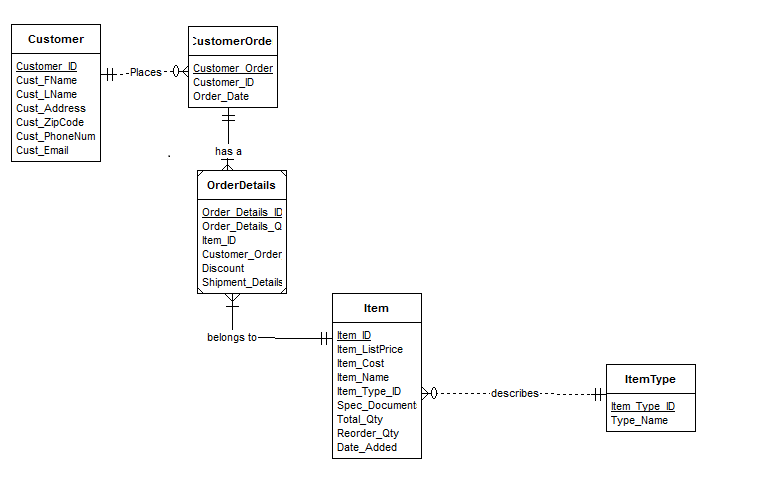 Customer
Customer_ID
Cust_FName
Cust_LName
Cust_Address
Cust_ZipCode
Cust_PhoneNum
Cust_Email
Places
CustomerOrde
Customer_Order
Customer_ID
Order_Date
has a
OrderDetails
Order_Details_ID
Order_Details_Q
Item_ID
Customer_Order
Discount
Shipment_Details
belongs to
Item
Item_ID
Item_ListPrice
Item_Cost
Item_Name
Item_Type_ID
Spec_Document
Total_Qty
Reorder_Qty
Date_Added
describes
ItemType
Item_Type_ID
Type_Name